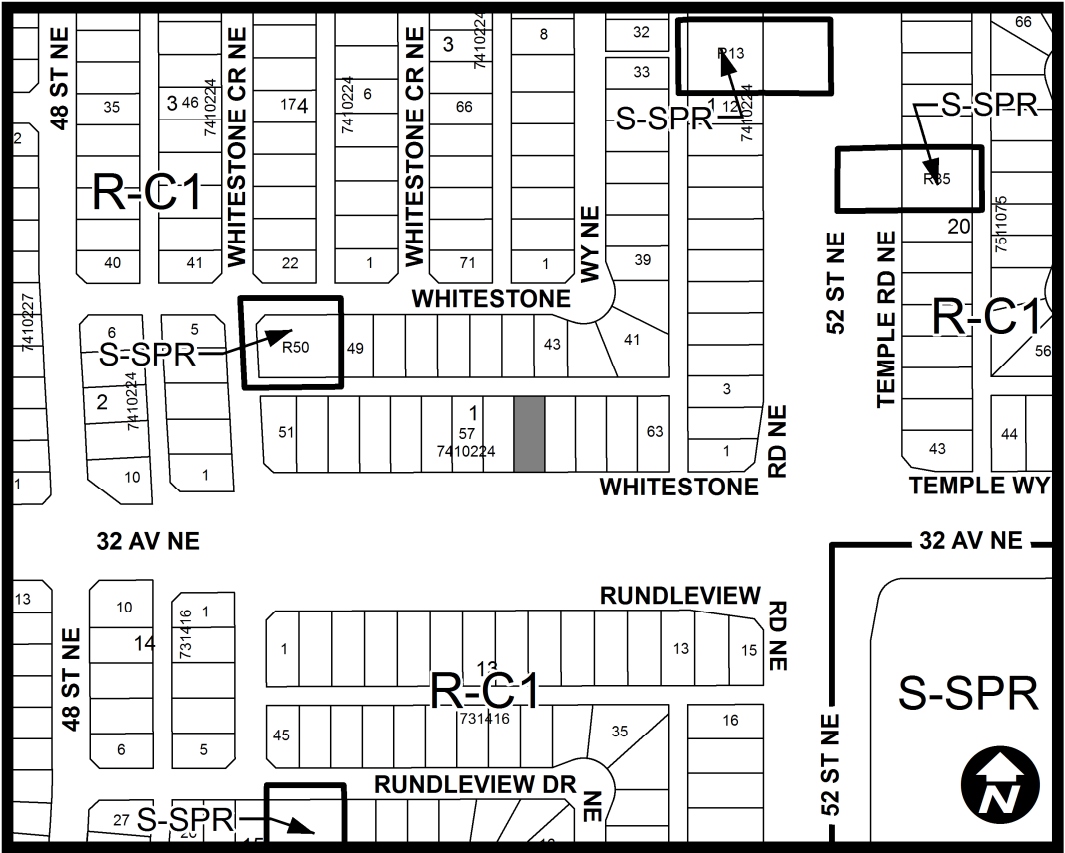 48 ST NE
WHITESTONE CR NE
WHITESTONE CR NE
7410224
8
32
66
3
33
R13
35
3 46
7410224
174
7410224
6
66
1 12
7410224
S-SPR
S-SPR
R35
2
R-C1
WY NE
52 ST NE
TEMPLE RD NE
20
7511075
R-C1
40
41
22
1
71
1
39
WHITESTONE
7410227
6
5
S-SPR
R50
49
43
41
56
2
7410224
51
1
57
7410224
63
3
1
RD NE
43
44
1
10
1
WHITESTONE
TEMPLE WY
32 AV NE
32 AV NE
13
10
1
RUNDLEVIEW
RD NE
14
731416
48 ST NE
1
13
15
13
R-C1
731416
S-SPR
6
5
45
35
16
52 ST NE
RUNDLEVIEW DR
NE
27
S-SPR
N